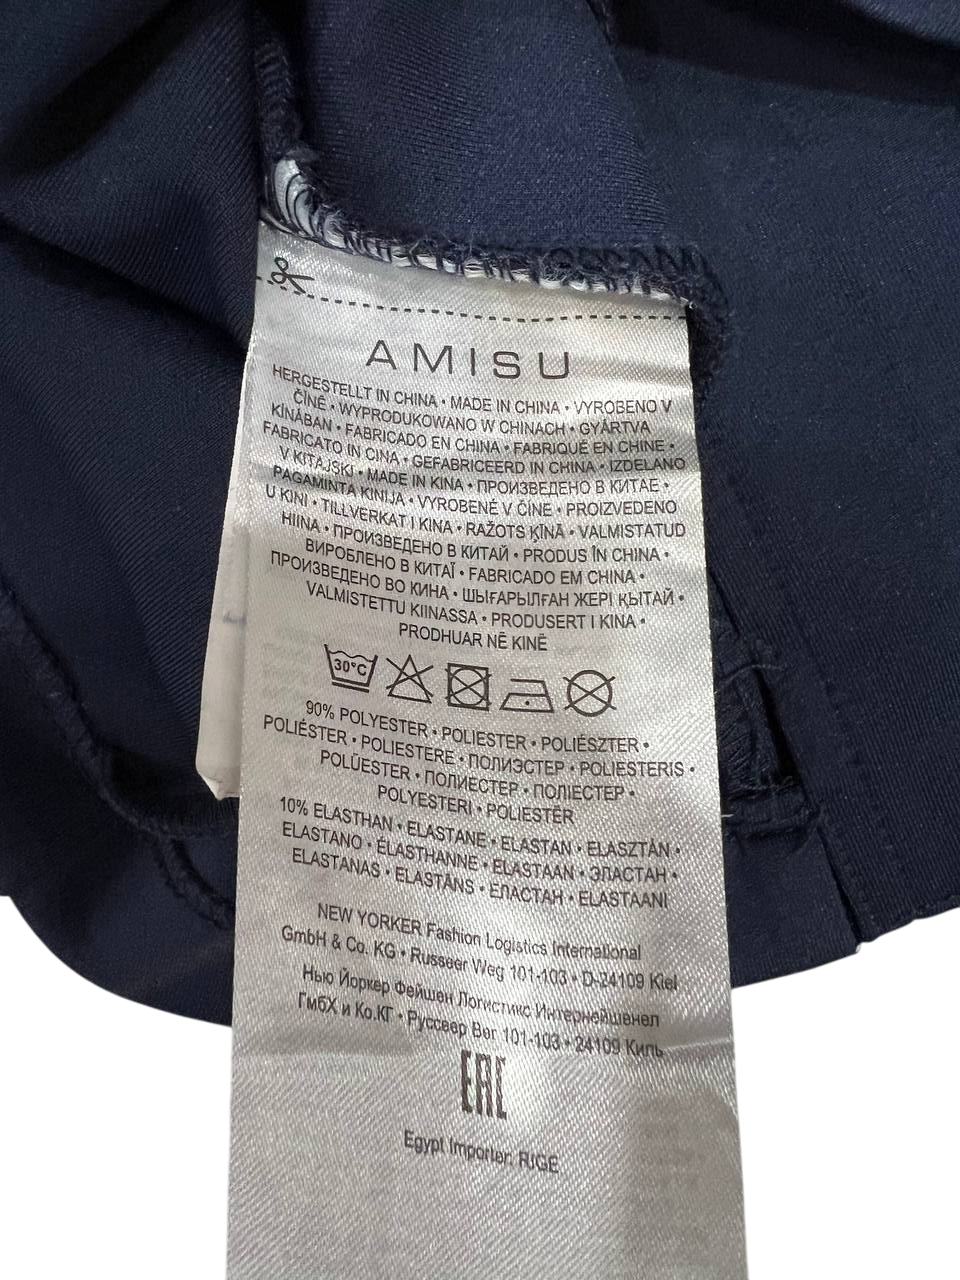 AMISU
HERGESTELLT IN CHINA • MADE IN CHINA • VYROBENO V
ČÍNĚ • WYPRODUKOWANO W CHINACH • GYÁRTVA
KÍNÁBAN • FABRICADO EN CHINA • FABRIQUÉ EN CHINE •
FABRICATO IN CINA • GEFABRICEERD IN CHINA • IZDELANO
V KITAJSKI • MADE IN KINA • ПРОИЗВЕДЕНО В КИТАЕ •
PAGAMINTA KINIJA • VYROBENÉ V ČÍNE • PROIZVEDENO
U KINI • TILLVERKAT I KINA • RAŽOTS ĶĪNĀ • VALMISTATUD
HIINA • ПРОИЗВЕДЕНО В КИТАЙ • PRODUS ÎN CHINA •
ВИРОБЛЕНО В КИТАЇ • FABRICADO EM CHINA •
ПРОИЗВЕДЕНО ВО КИНА • ШЫҒАРЫЛҒАН ЖЕРІ ҚЫТАЙ •
VALMISTETTU KIINASSA • PRODUSERT I KINA •
PRODHUAR NË KINË
30°C
90% POLYESTER • POLIESTER • POLIÉSZTER •
POLIÉSTER • POLIESTERE • ПОЛИЭСТЕР • POLIESTERIS •
POLÜESTER • ПОЛИЕСТЕР • ПОЛІЕСТЕР •
POLYESTERI • POLIESTËR
10% ELASTHAN • ELASTANE • ELASTAN • ELASZTÁN •
ELASTANO • ÉLASTHANNE • ELASTAAN • ЭЛАСТАН •
ELASTANAS • ELASTĀNS • ЕЛАСТАН • ELASTAANI
NEW YORKER Fashion Logistics International
GmbH & Co. KG • Russeer Weg 101-103 • D-24109 Kiel
Нью Йоркер Фейшен Логистикс Интернейшенел
ГмбХ и Ко.КГ • Руссеер Вег 101-103 • 24109 Киль
EAC
Egypt Importer: RIGE